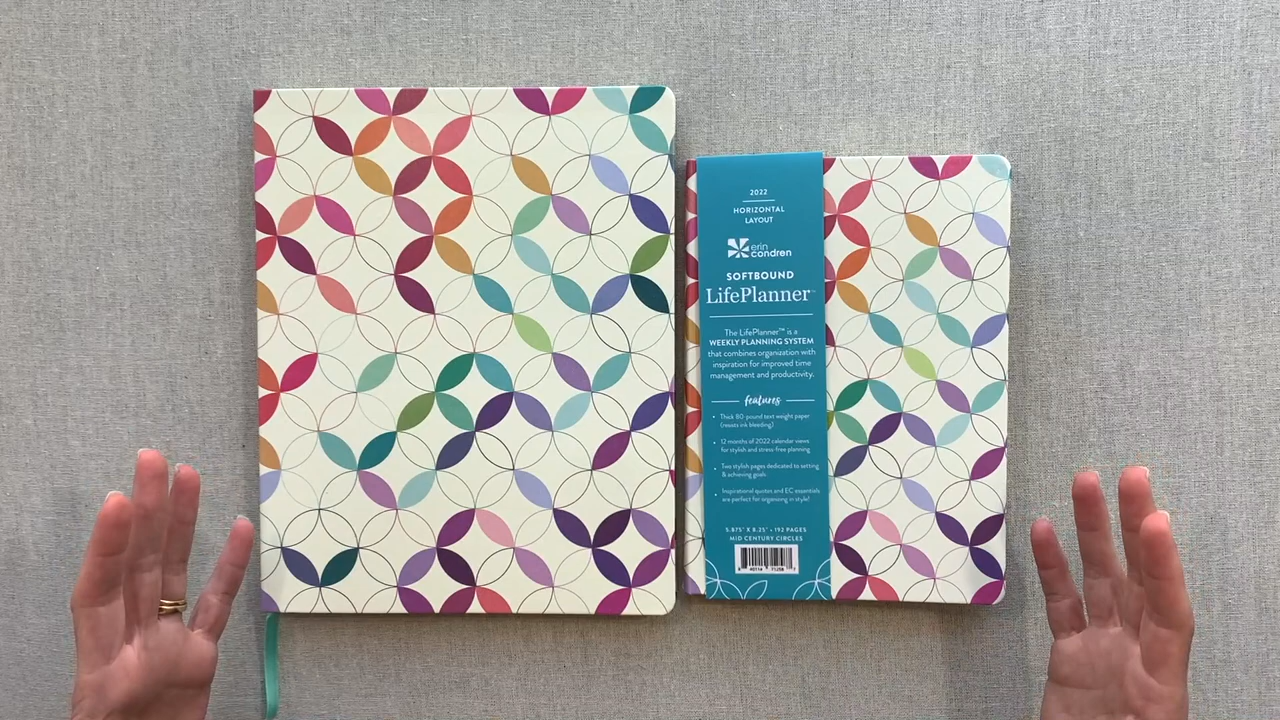 2022
HORIZONTAL
LAYOUT
erin
condren
SOFTBOUND
LifePlanner™
The LifePlanner™ is a
WEEKLY PLANNING SYSTEM
that combines organization with
inspiration for improved time
management and productivity.
features
• Thick 80-pound text weight paper
(resists ink bleeding)
• 12 months of 2022 calendar views
for stylish and stress-free planning
• Two stylish pages dedicated to setting
& achieving goals
• Inspirational quotes and EC essentials
are perfect for organizing in style!
5.875" X 8.25" • 192 PAGES
MID CENTURY CIRCLES